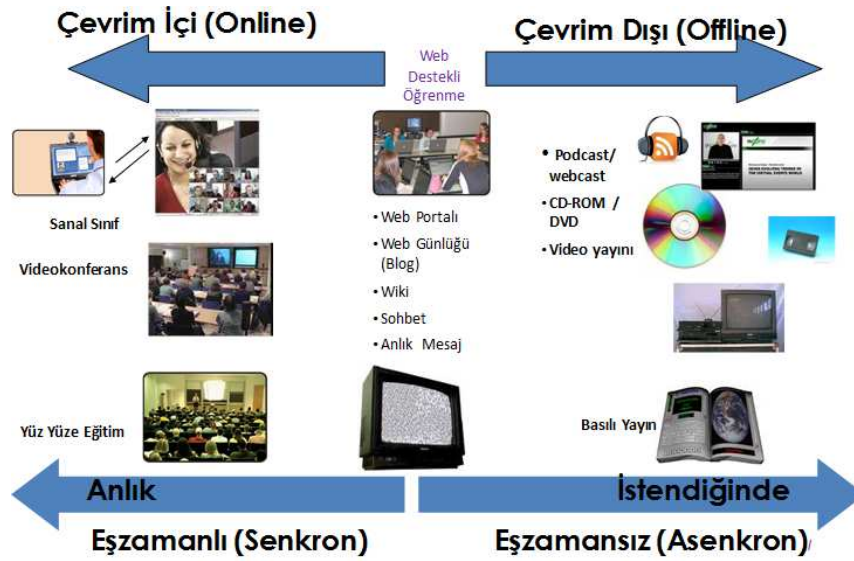 Çevrim İçi (Online)
Çevrim Dışı (Offline)
Web
Destekli
Öğrenme
Sanal Sınıf
Videokonferans
Yüz Yüze Eğitim
• Web Portalı
• Web Günlüğü
(Blog)
• Wiki
• Sohbet
• Anlık Mesaj
• Podcast/
webcast
• CD-ROM /
DVD
• Video yayını
Basılı Yayın
Anlık
İstendiğinde
Eşzamanlı (Senkron)
Eşzamansız (Asenkron)/